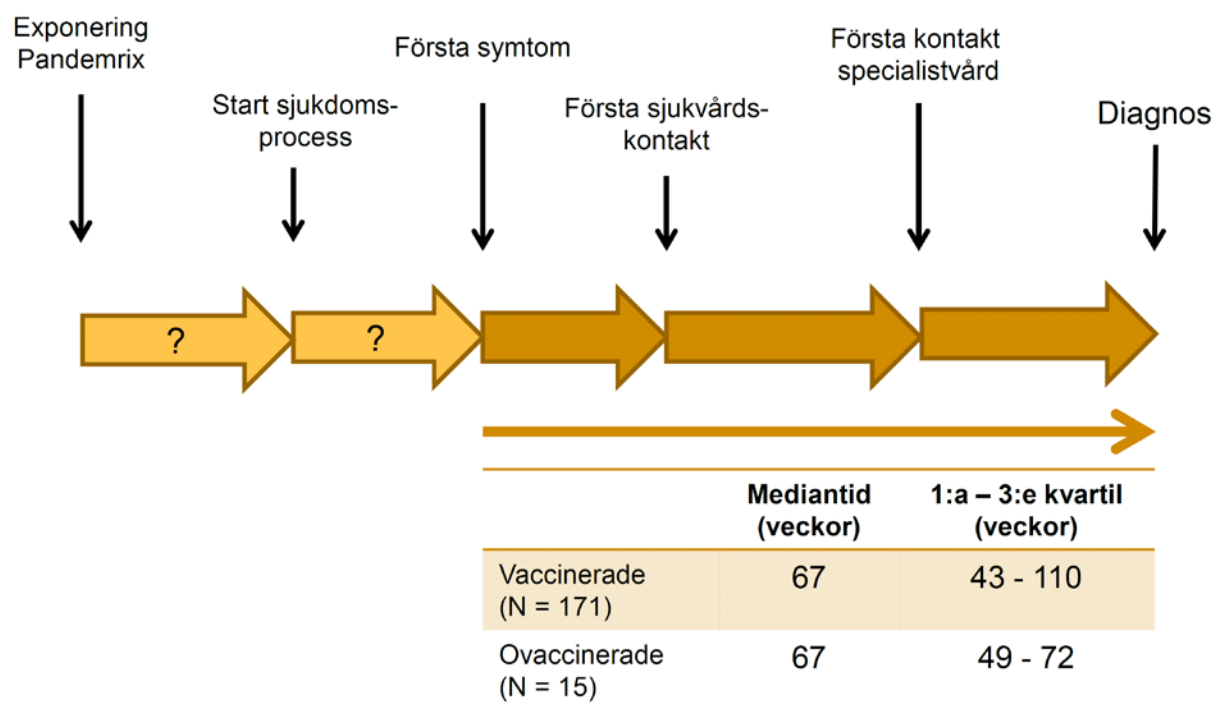 Exponering
Pandemrix
Start sjukdoms-
process
Första symtom
Första sjukvårds-
kontakt
Första kontakt
specialistvård
Diagnos
?
?
Mediantid
(veckor)
1:a – 3:e kvartil
(veckor)
Vaccinerade
(N = 171)
67
43 - 110
Ovaccinerade
(N = 15)
67
49 - 72